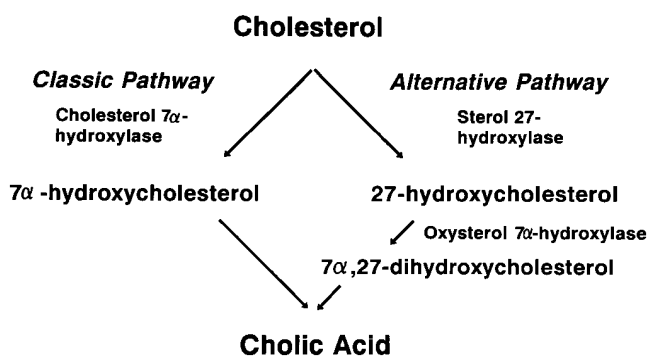 Cholesterol
Classic Pathway
Cholesterol 7α-
hydroxylase
Alternative Pathway
Sterol 27-
hydroxylase
7α -hydroxycholesterol
27-hydroxycholesterol
Oxysterol 7α-hydroxylase
7α,27-dihydroxycholesterol
Cholic Acid